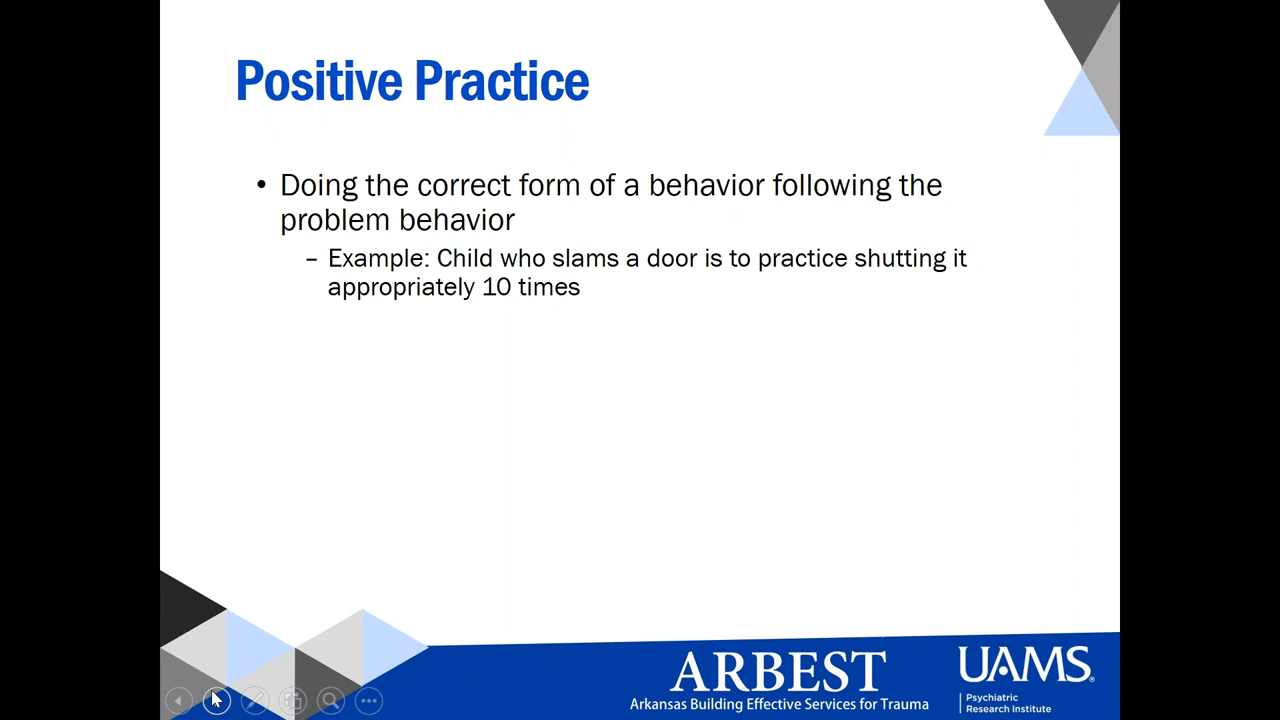 Positive Practice
• Doing the correct form of a behavior following the
problem behavior
– Example: Child who slams a door is to practice shutting it
appropriately 10 times
ARBEST
Arkansas Building Effective Services for Trauma
UAMS®
Psychiatric
Research Institute